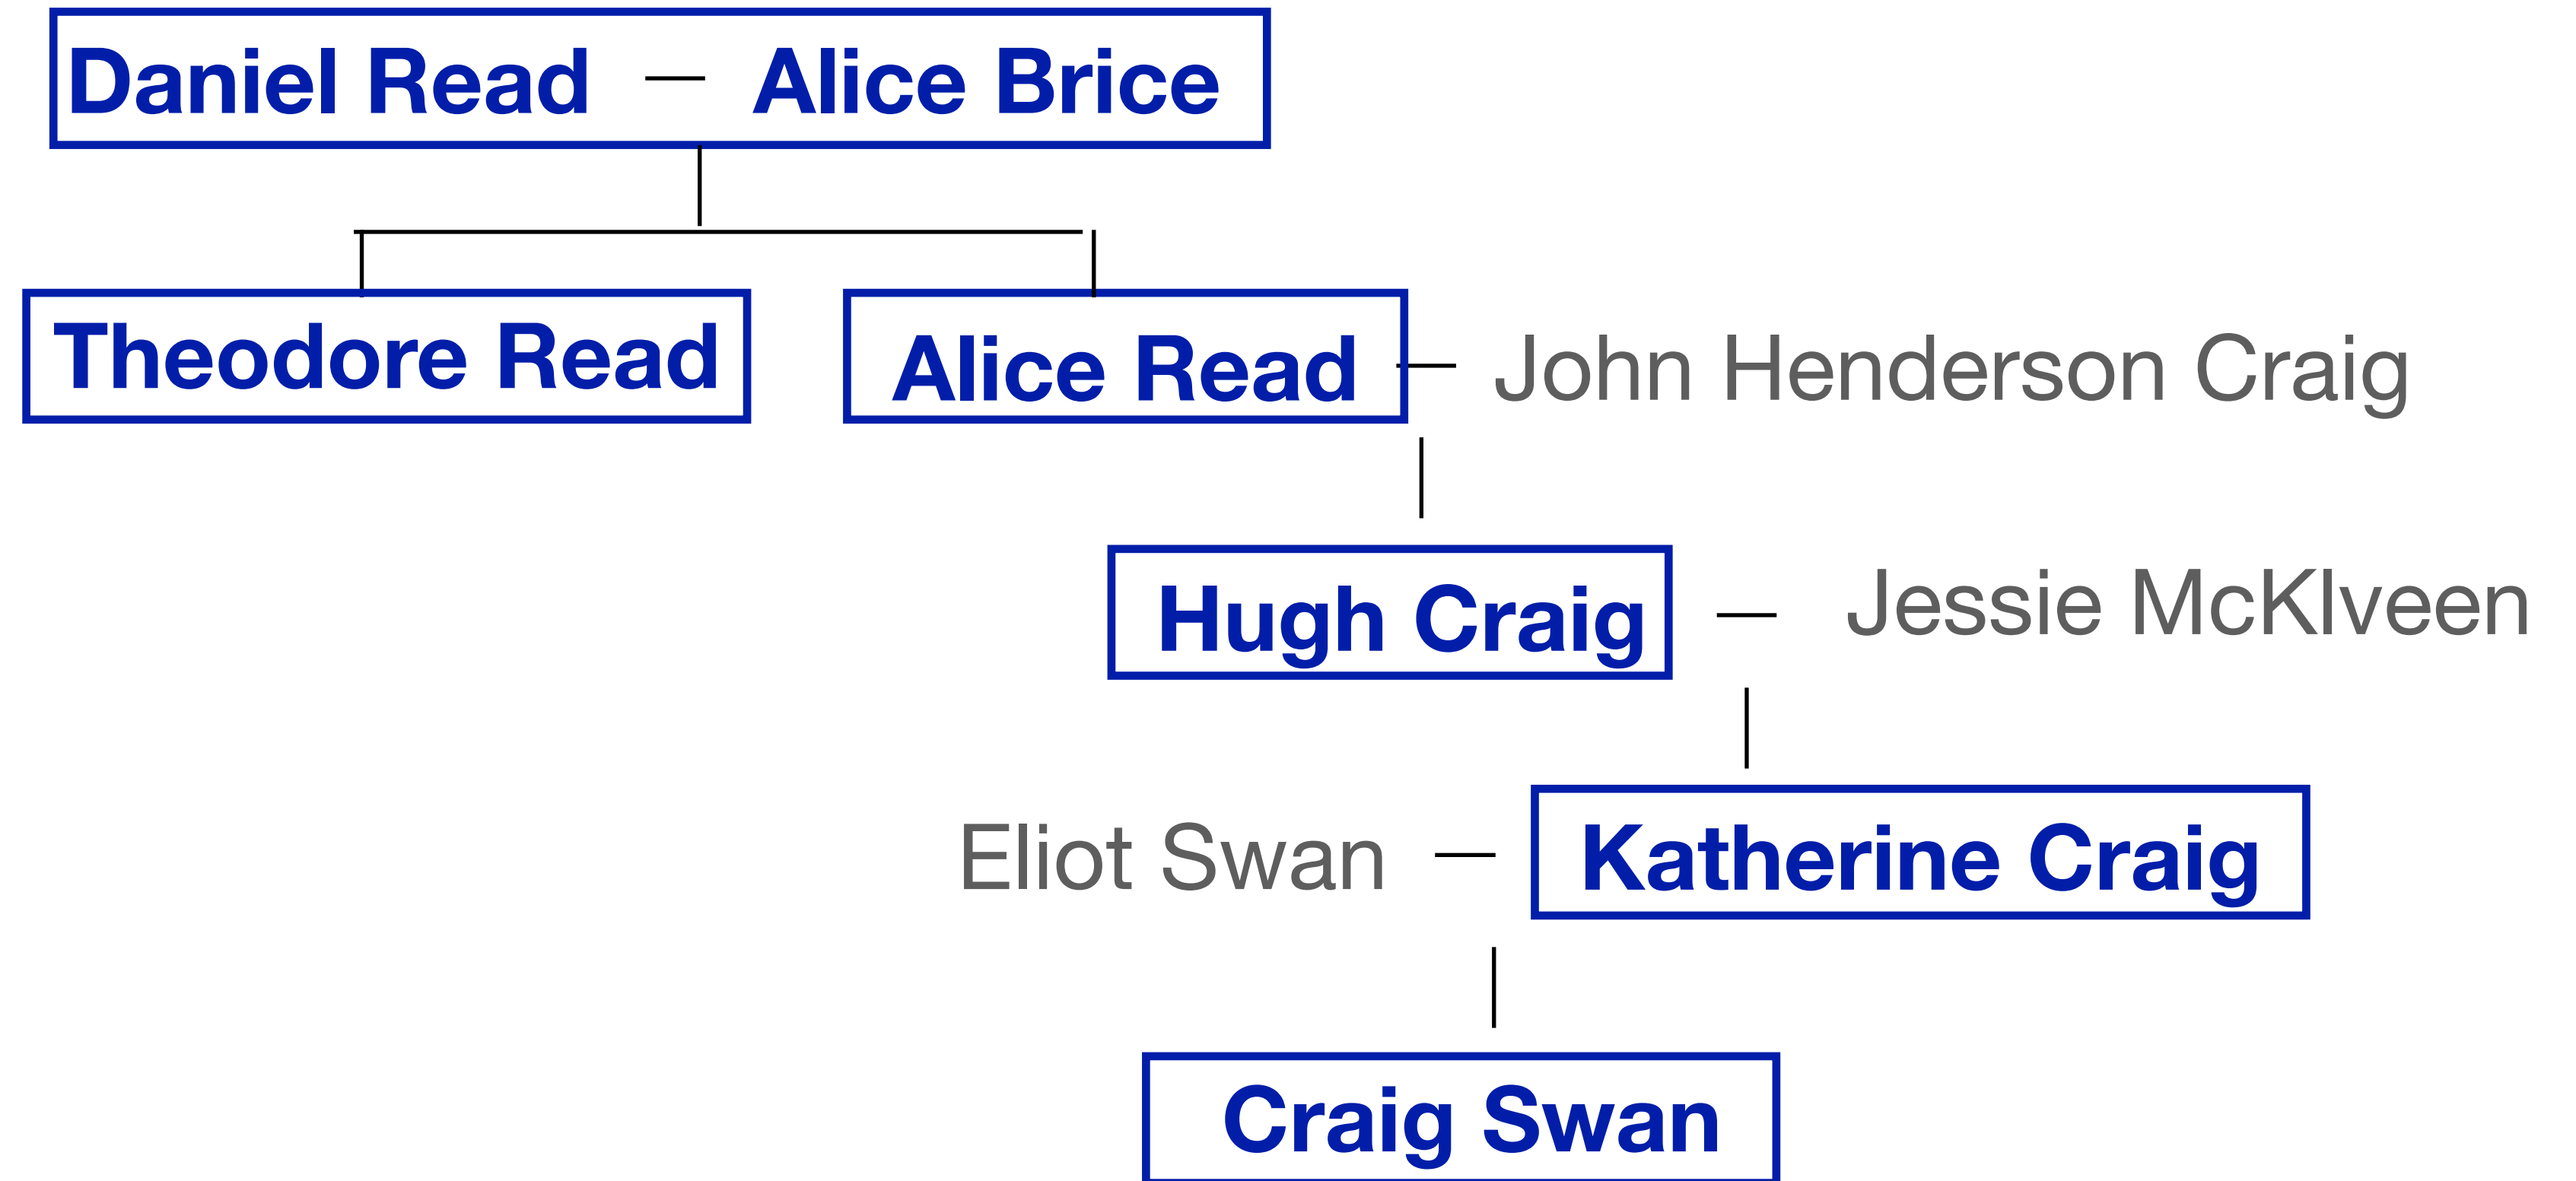 Daniel Read — Alice Brice
Theodore Read
Alice Read — John Henderson Craig
Hugh Craig — Jessie McKlveen
Eliot Swan — Katherine Craig
Craig Swan